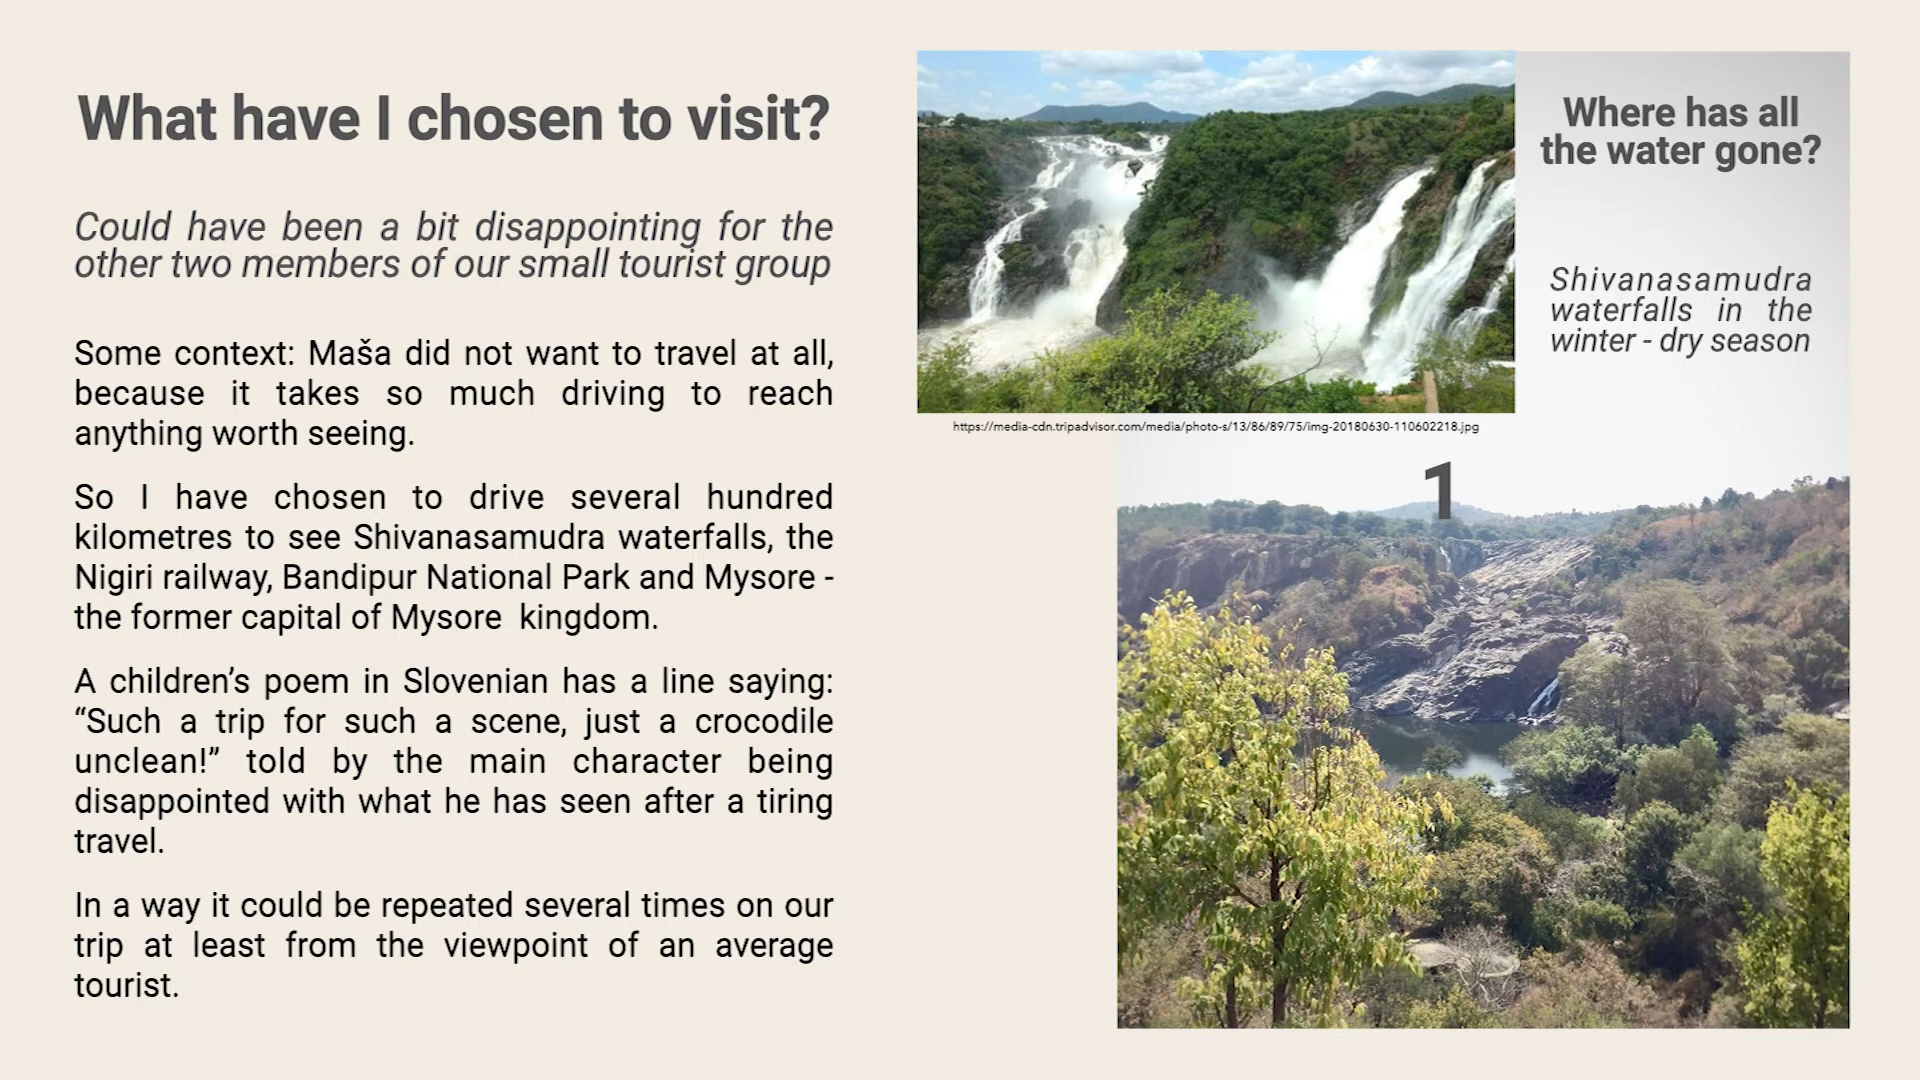 What have I chosen to visit?
Could have been a bit disappointing for the
other two members of our small tourist group
Some context: Maša did not want to travel at all,
because it takes so much driving to reach
anything worth seeing.
So I have chosen to drive several hundred
kilometres to see Shivanasamudra waterfalls, the
Nigiri railway, Bandipur National Park and Mysore -
the former capital of Mysore kingdom.
A children’s poem in Slovenian has a line saying:
“Such a trip for such a scene, just a crocodile
unclean!” told by the main character being
disappointed with what he has seen after a tiring
travel.
In a way it could be repeated several times on our
trip at least from the viewpoint of an average
tourist.
Where has all
the water gone?
Shivanasamudra
waterfalls in the
winter - dry season
https://media-cdn.tripadvisor.com/media/photo-s/13/86/89/75/img-20180630-110602218.jpg
1